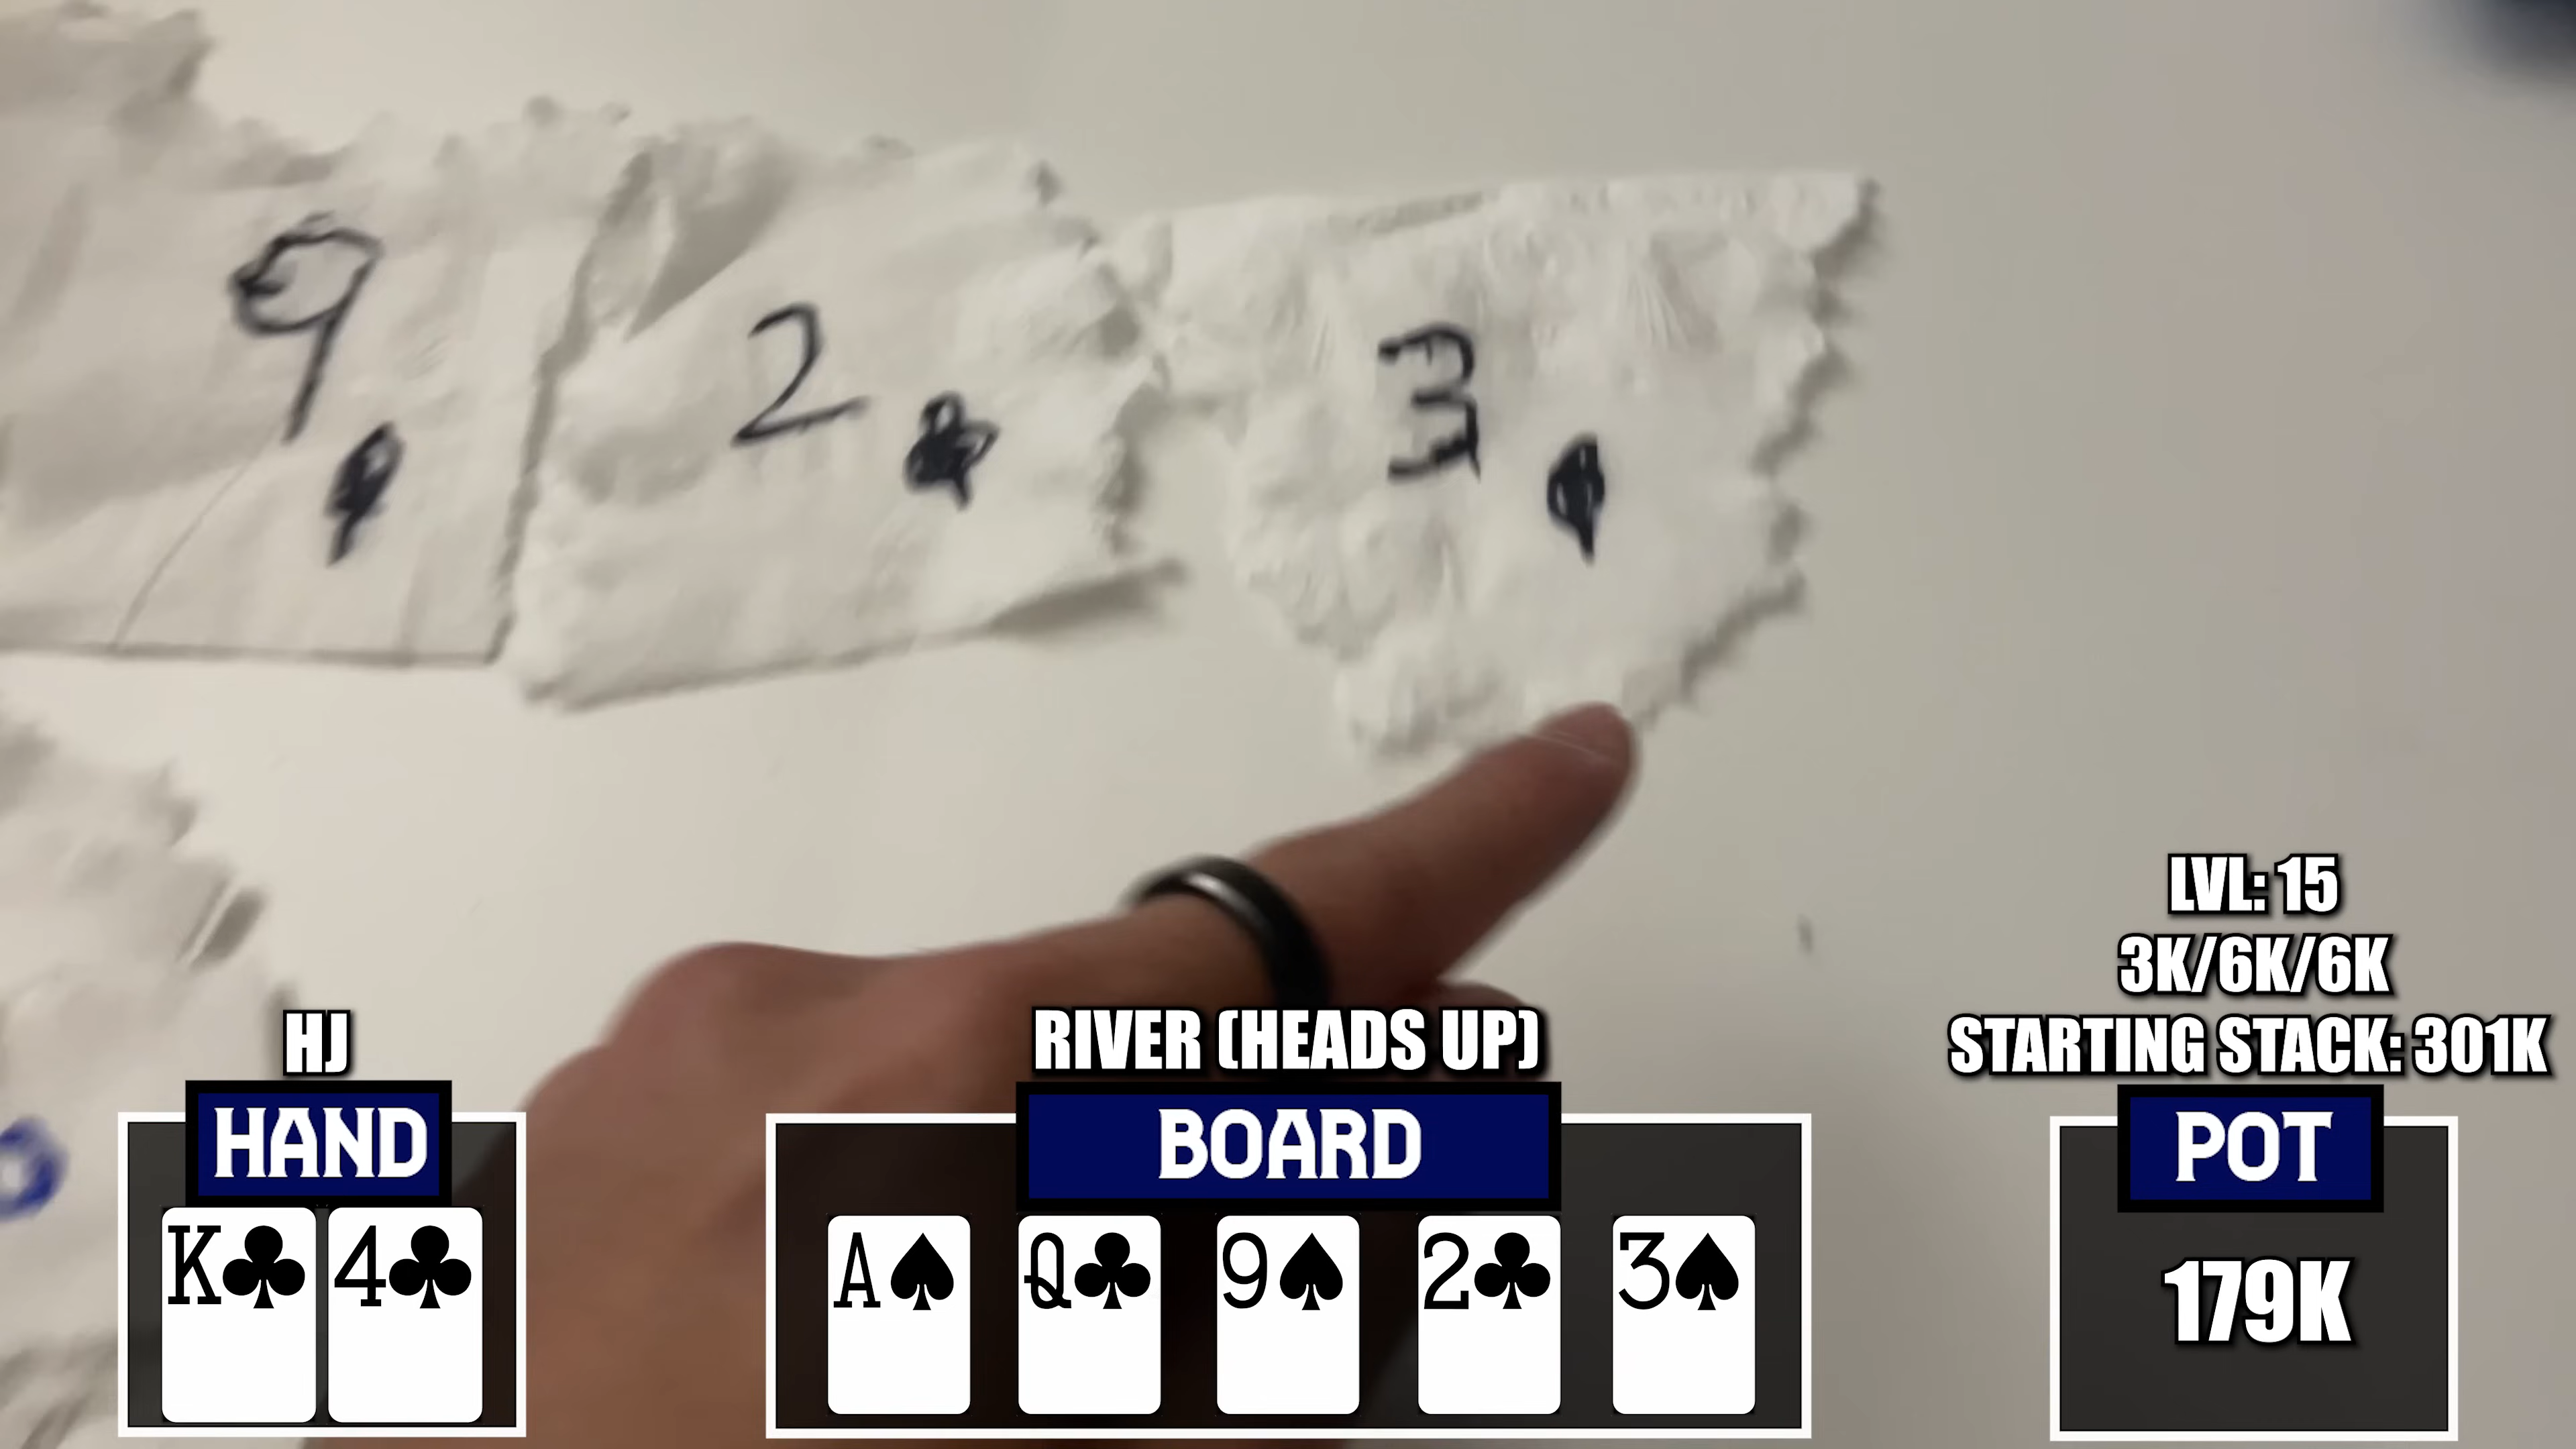 9 2 3
LVL: 15
3K/6K/6K
STARTING STACK: 301K
HJ
RIVER (HEADS UP)
HAND
BOARD
POT
K♣ 4♣
A♠ Q♣ 9♠ 2♣ 3♠
179K